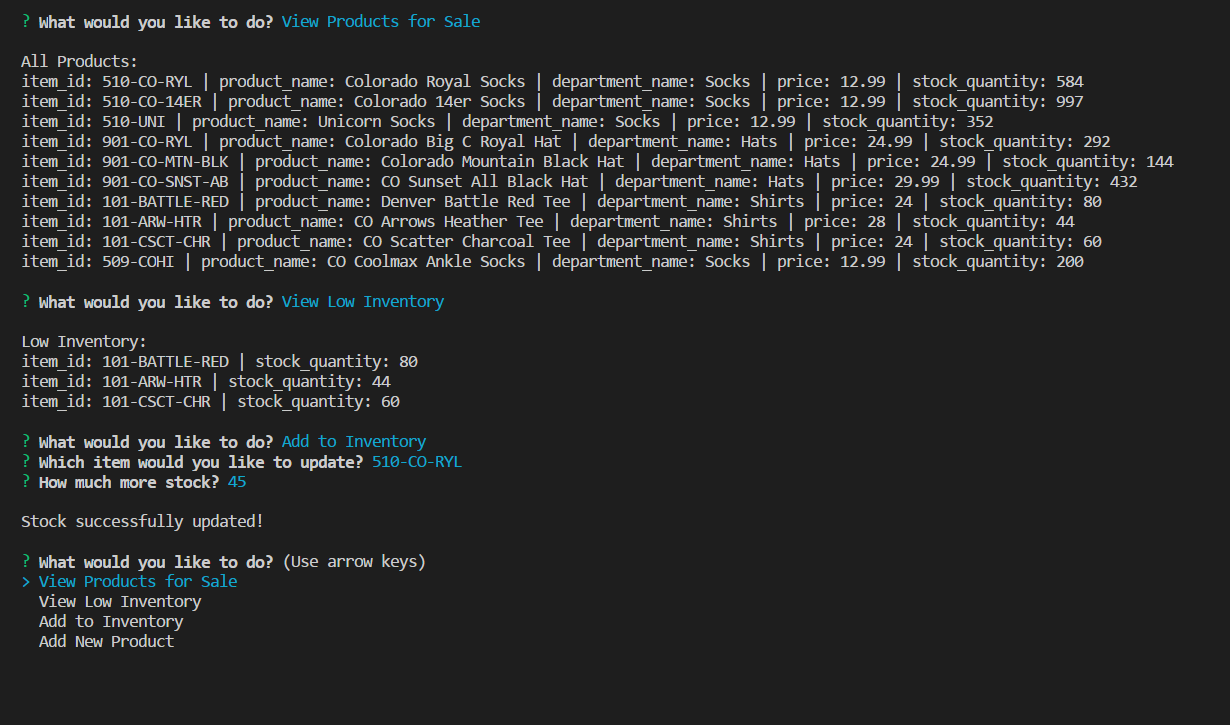 ? What would you like to do? View Products for Sale
All Products:
item_id: 510-CO-RYL | product_name: Colorado Royal Socks | department_name: Socks | price: 12.99 | stock_quantity: 584
item_id: 510-CO-14ER | product_name: Colorado 14er Socks | department_name: Socks | price: 12.99 | stock_quantity: 997
item_id: 510-UNI | product_name: Unicorn Socks | department_name: Socks | price: 12.99 | stock_quantity: 352
item_id: 901-CO-RYL | product_name: Colorado Big C Royal Hat | department_name: Hats | price: 24.99 | stock_quantity: 292
item_id: 901-CO-MTN-BLK | product_name: Colorado Mountain Black Hat | department_name: Hats | price: 24.99 | stock_quantity: 144
item_id: 901-CO-SNST-AB | product_name: CO Sunset All Black Hat | department_name: Hats | price: 29.99 | stock_quantity: 432
item_id: 101-BATTLE-RED | product_name: Denver Battle Red Tee | department_name: Shirts | price: 24 | stock_quantity: 80
item_id: 101-ARW-HTR | product_name: CO Arrows Heather Tee | department_name: Shirts | price: 28 | stock_quantity: 44
item_id: 101-CSCT-CHR | product_name: CO Scatter Charcoal Tee | department_name: Shirts | price: 24 | stock_quantity: 60
item_id: 509-COHI | product_name: CO Coolmax Ankle Socks | department_name: Socks | price: 12.99 | stock_quantity: 200
? What would you like to do? View Low Inventory
Low Inventory:
item_id: 101-BATTLE-RED | stock_quantity: 80
item_id: 101-ARW-HTR | stock_quantity: 44
item_id: 101-CSCT-CHR | stock_quantity: 60
? What would you like to do? Add to Inventory
? Which item would you like to update? 510-CO-RYL
? How much more stock? 45
Stock successfully updated!
? What would you like to do? (Use arrow keys)
> View Products for Sale
View Low Inventory
Add to Inventory
Add New Product